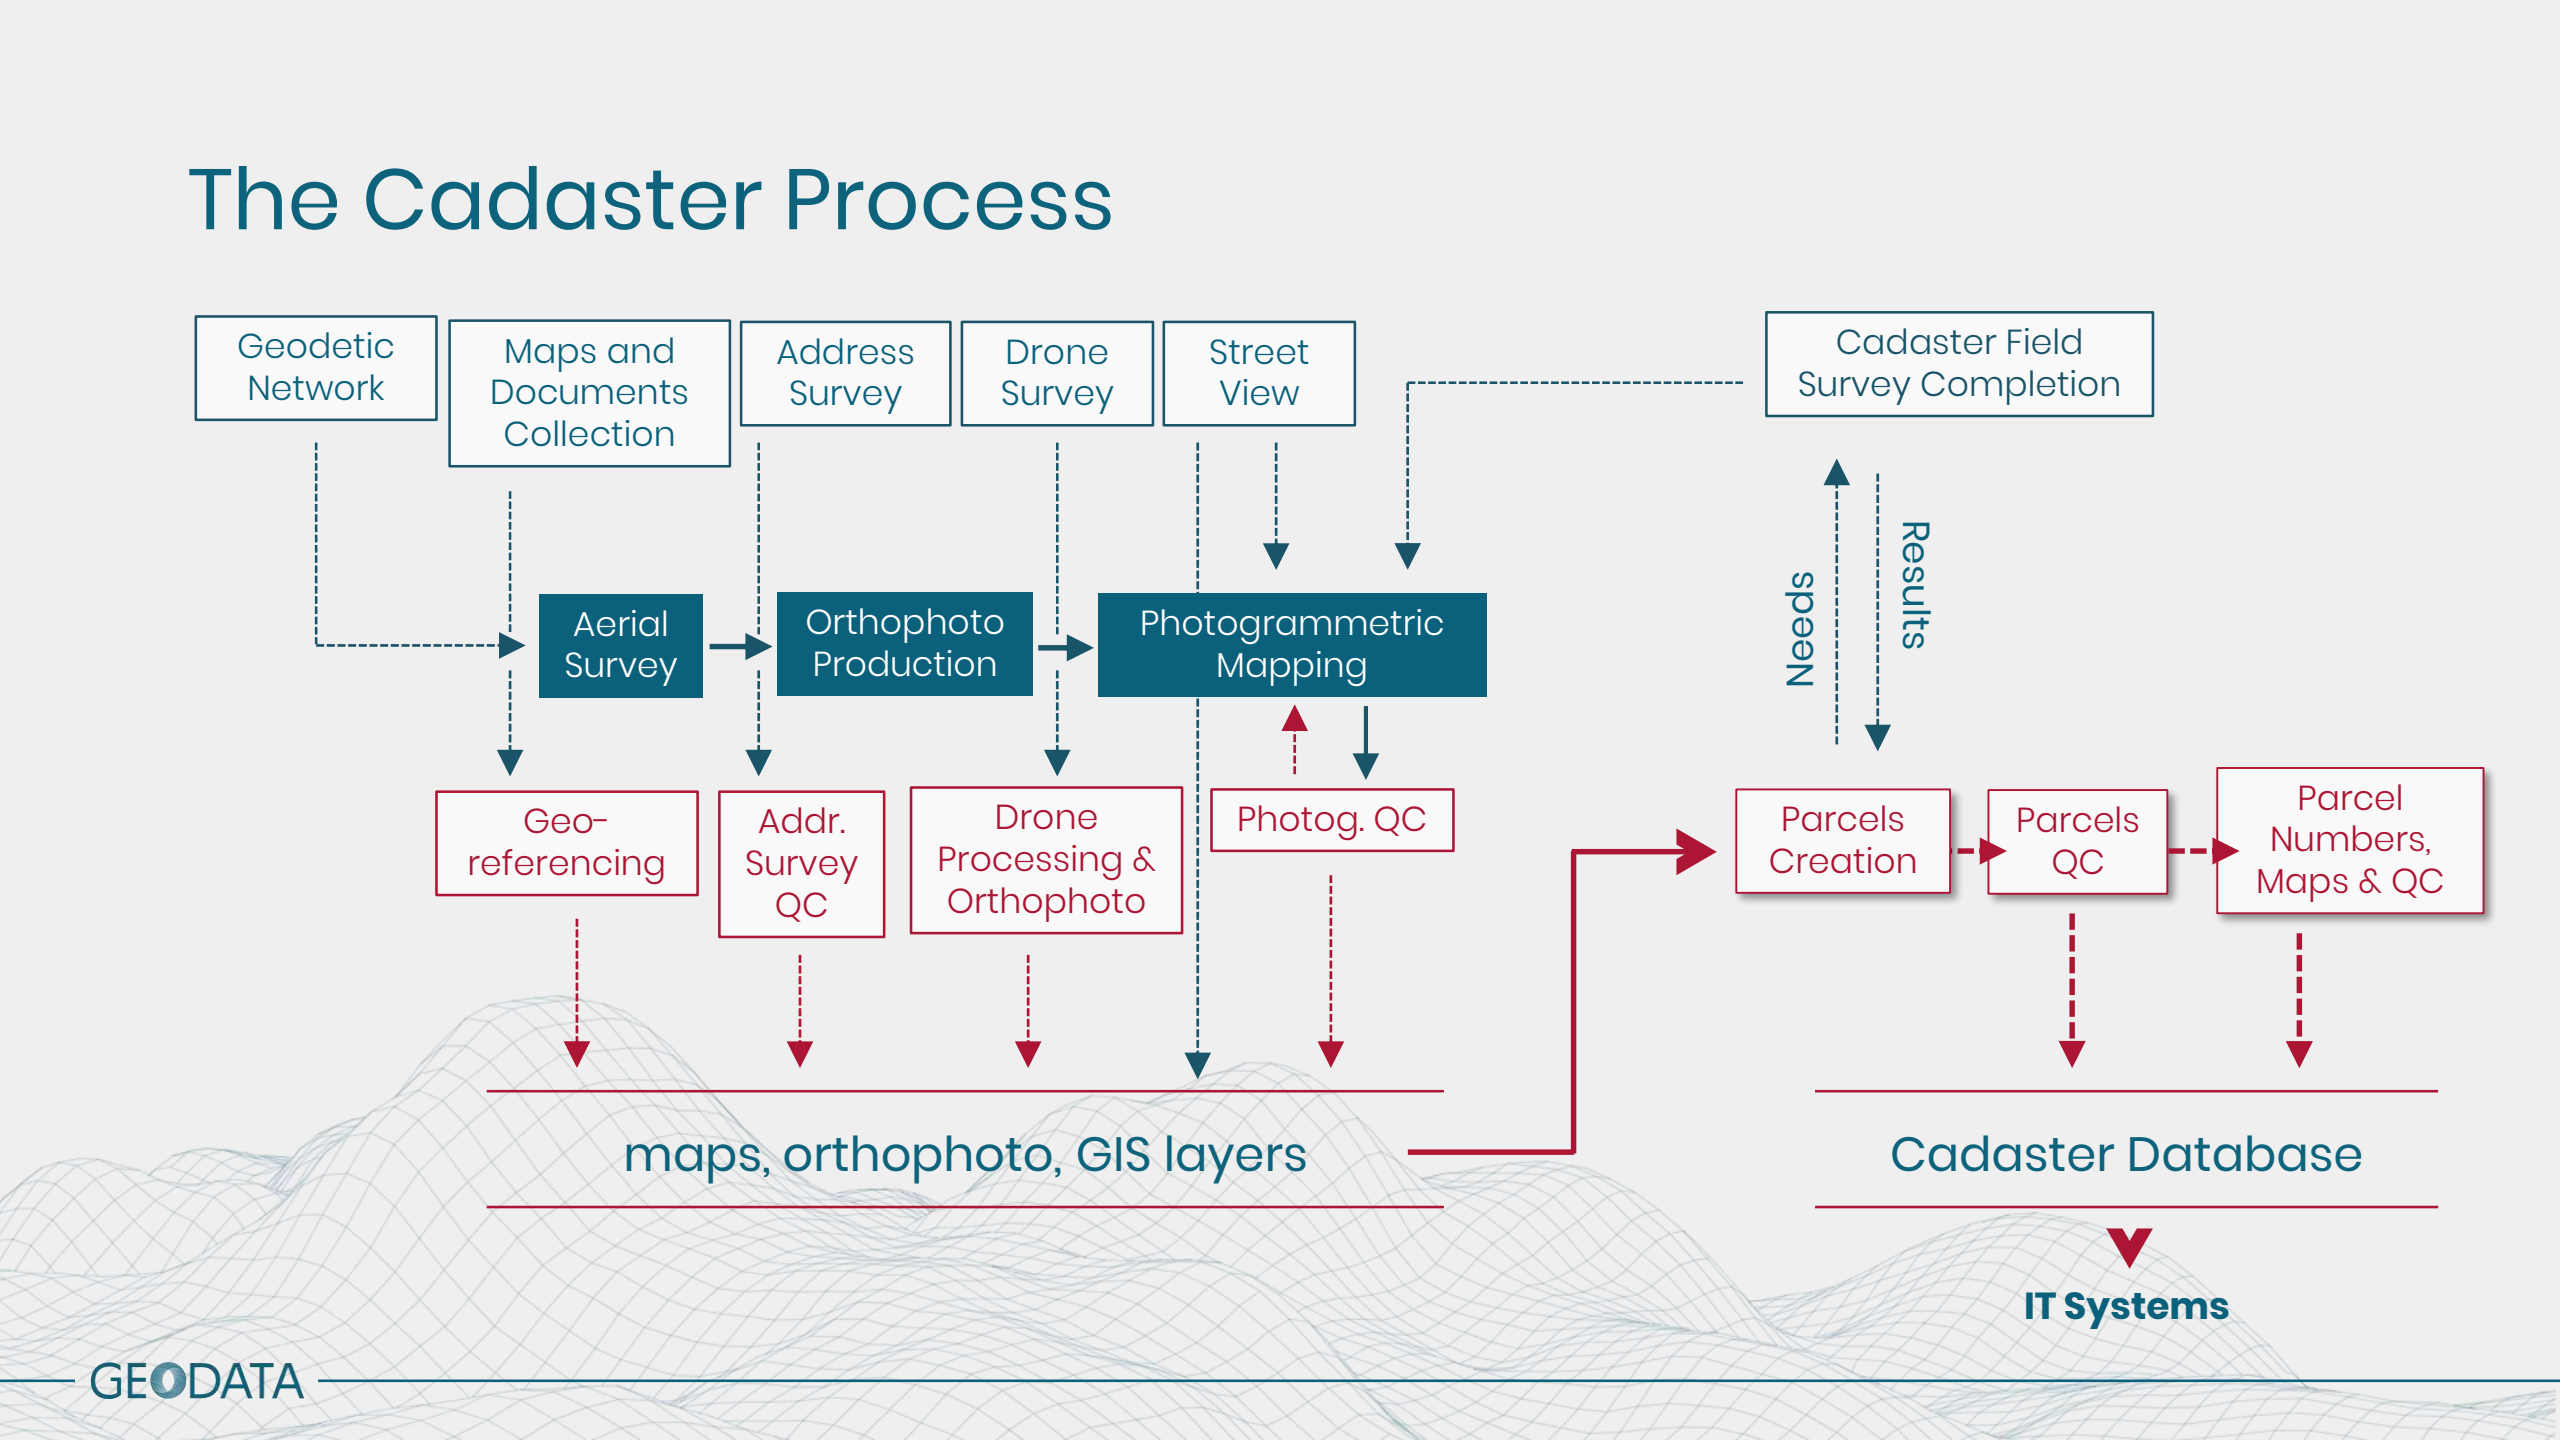 The Cadaster Process
Geodetic
Network
Maps and
Documents
Collection
Address
Survey
Drone
Survey
Street
View
Cadaster Field
Survey Completion
Needs
Results
Aerial
Survey
Orthophoto
Production
Photogrammetric
Mapping
Geo-
referencing
Addr.
Survey
QC
Drone
Processing &
Orthophoto
Photog. QC
Parcels
Creation
Parcels
QC
Parcel
Numbers,
Maps & QC
maps, orthophoto, GIS layers
Cadaster Database
IT Systems
GEODATA